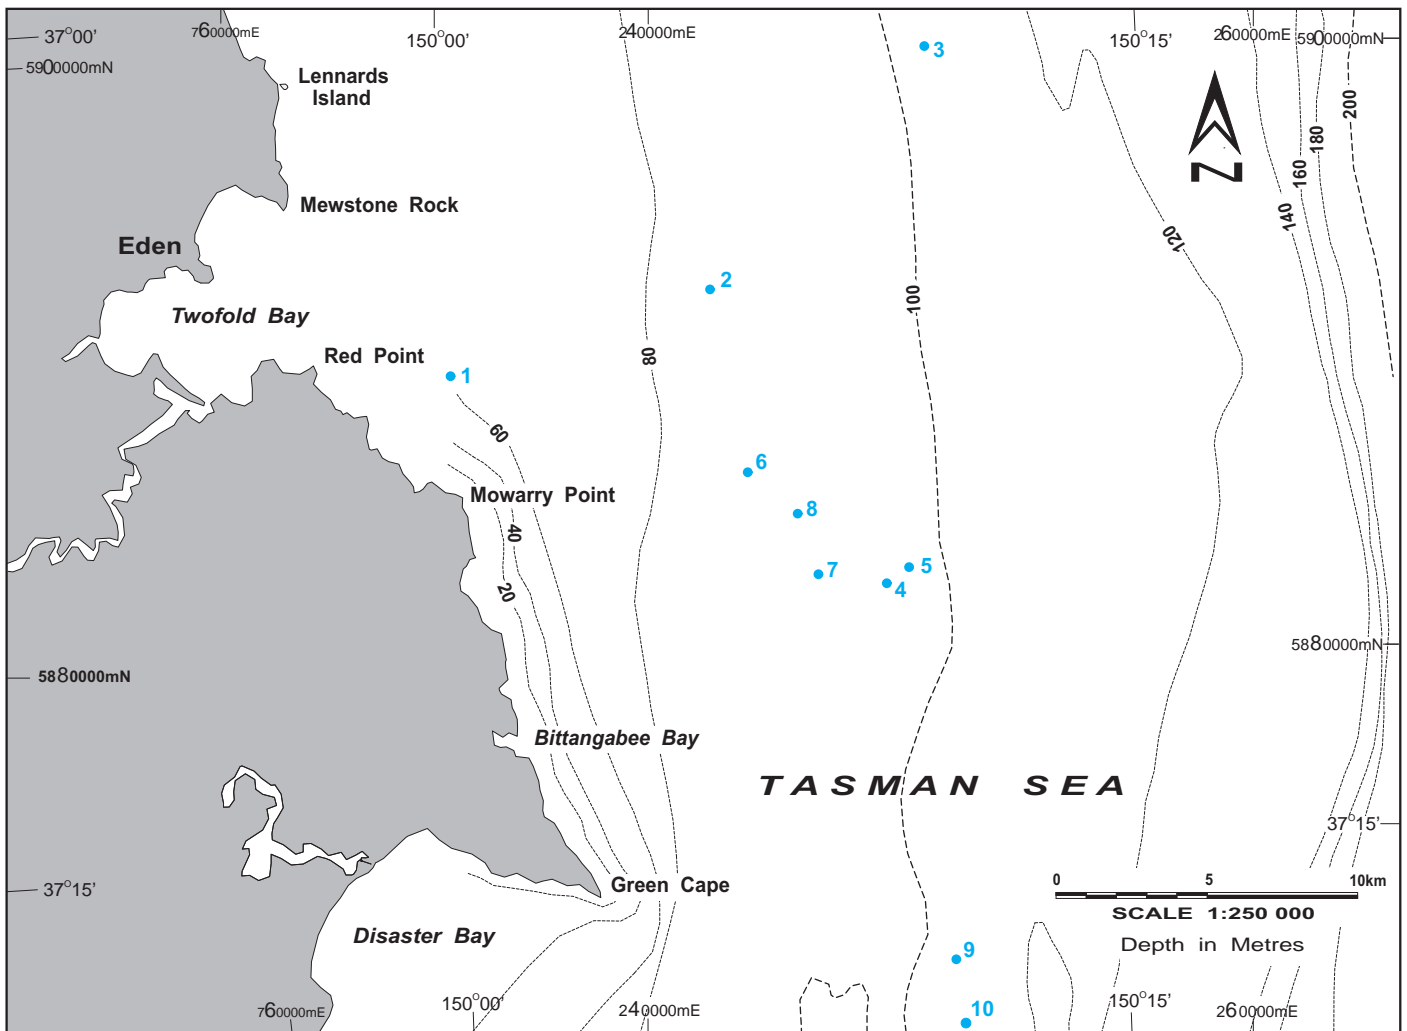 760000mE
240000mE
260000mE
37°00'
150°00'
150°15'
5900000mN
5900000mN
3
Lennards
Island
200
180
160
140
120
N
Mewstone Rock
Eden
2
100
Twofold Bay
Red Point
80
1
60
6
Mowarry Point
8
40
5
7
4
20
5880000mN
5880000mN
Bittangabee Bay
TASMAN SEA
37°15'
37°15'
Green Cape
0
5
10km
SCALE 1:250 000
Depth in Metres
Disaster Bay
9
10
760000mE
150°00'
240000mE
150°15'
260000mE